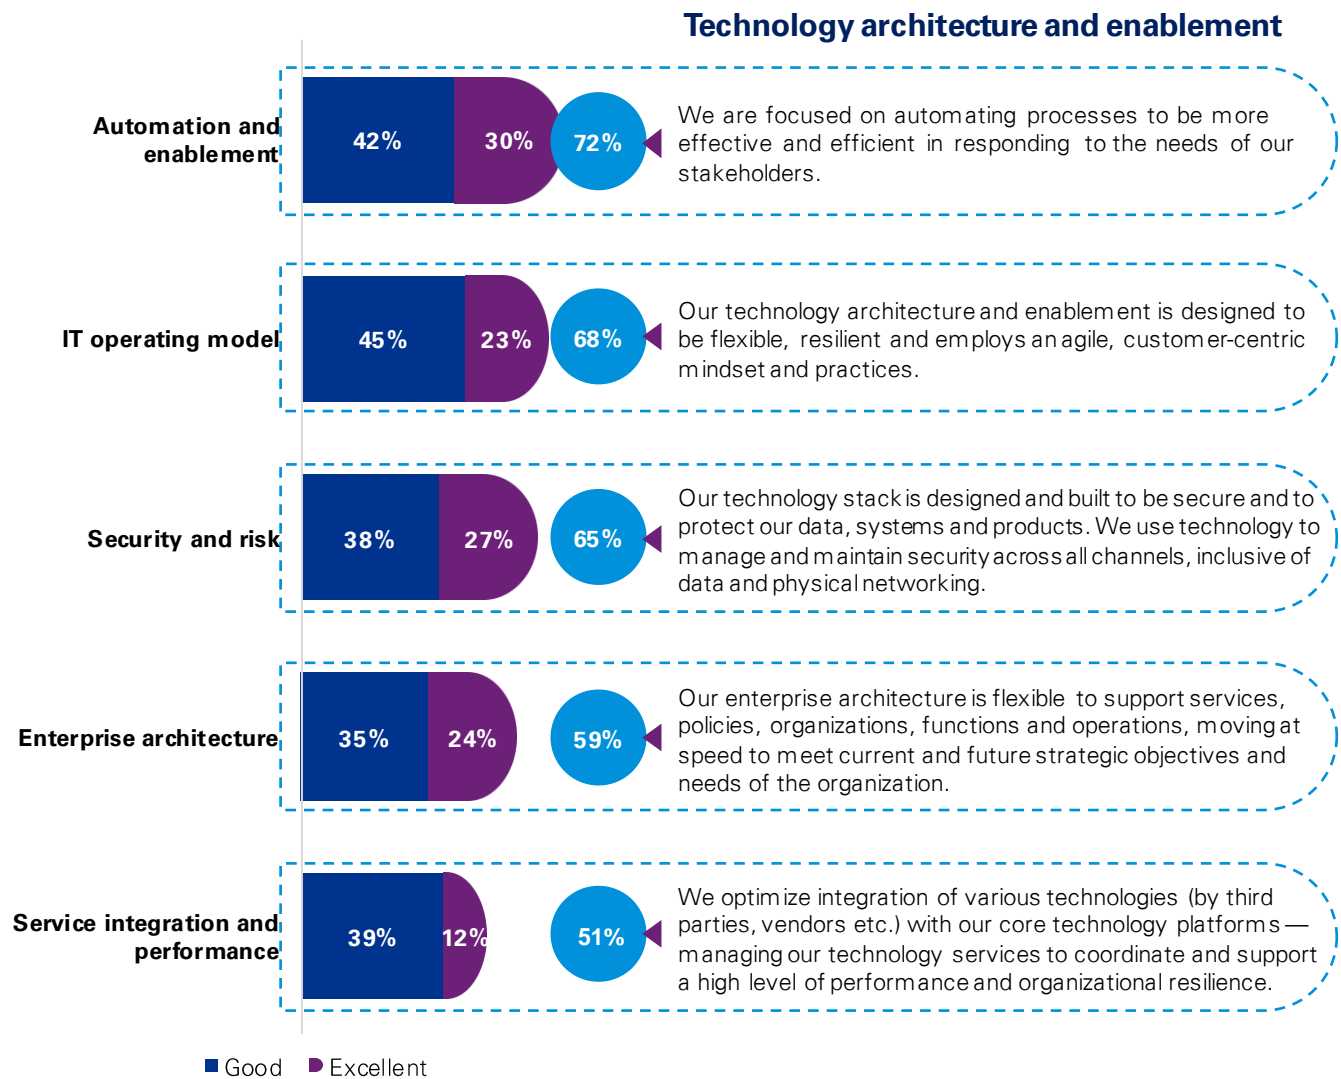 Technology architecture and enablement
Automation and
enablement
42%
30%
72%
We are focused on automating processes to be more
effective and efficient in responding to the needs of our
stakeholders.
IT operating model
45%
23%
68%
Our technology architecture and enablement is designed to
be flexible, resilient and employs an agile, customer-centric
mindset and practices.
Security and risk
38%
27%
65%
Our technology stack is designed and built to be secure and to
protect our data, systems and products. We use technology to
manage and maintain security across all channels, inclusive of
data and physical networking.
Enterprise architecture
35%
24%
59%
Our enterprise architecture is flexible to support services,
policies, organizations, functions and operations, moving at
speed to meet current and future strategic objectives and
needs of the organization.
Service integration and
performance
39%
12%
51%
We optimize integration of various technologies (by third
parties, vendors etc.) with our core technology platforms —
managing our technology services to coordinate and support
a high level of performance and organizational resilience.
Good
Excellent